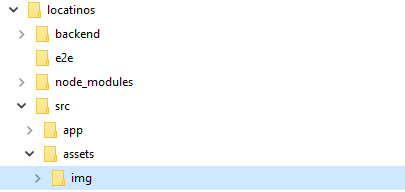 locatinos
backend
e2e
node_modules
src
app
assets
img